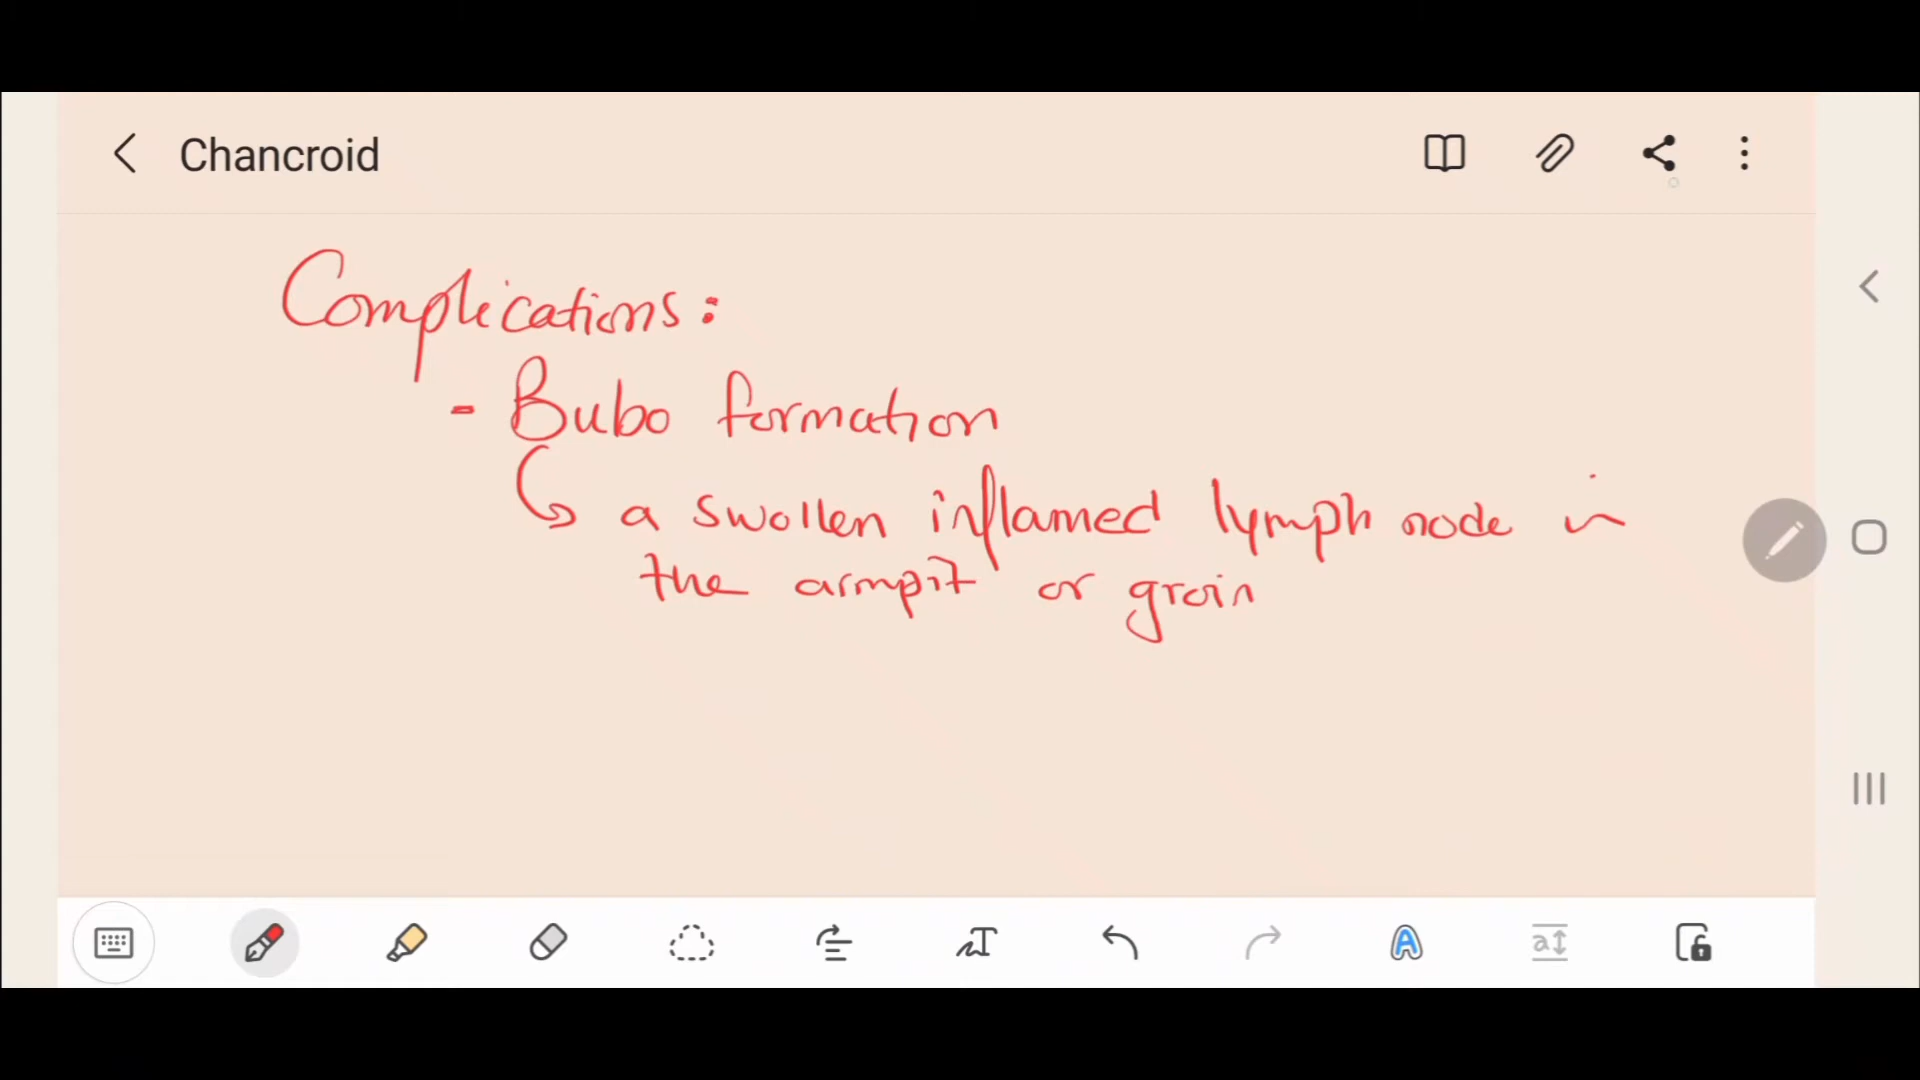 Chancroid
Complications:
- Bubo formation
↳ a swollen inflamed lymph node in
the armpit or groin